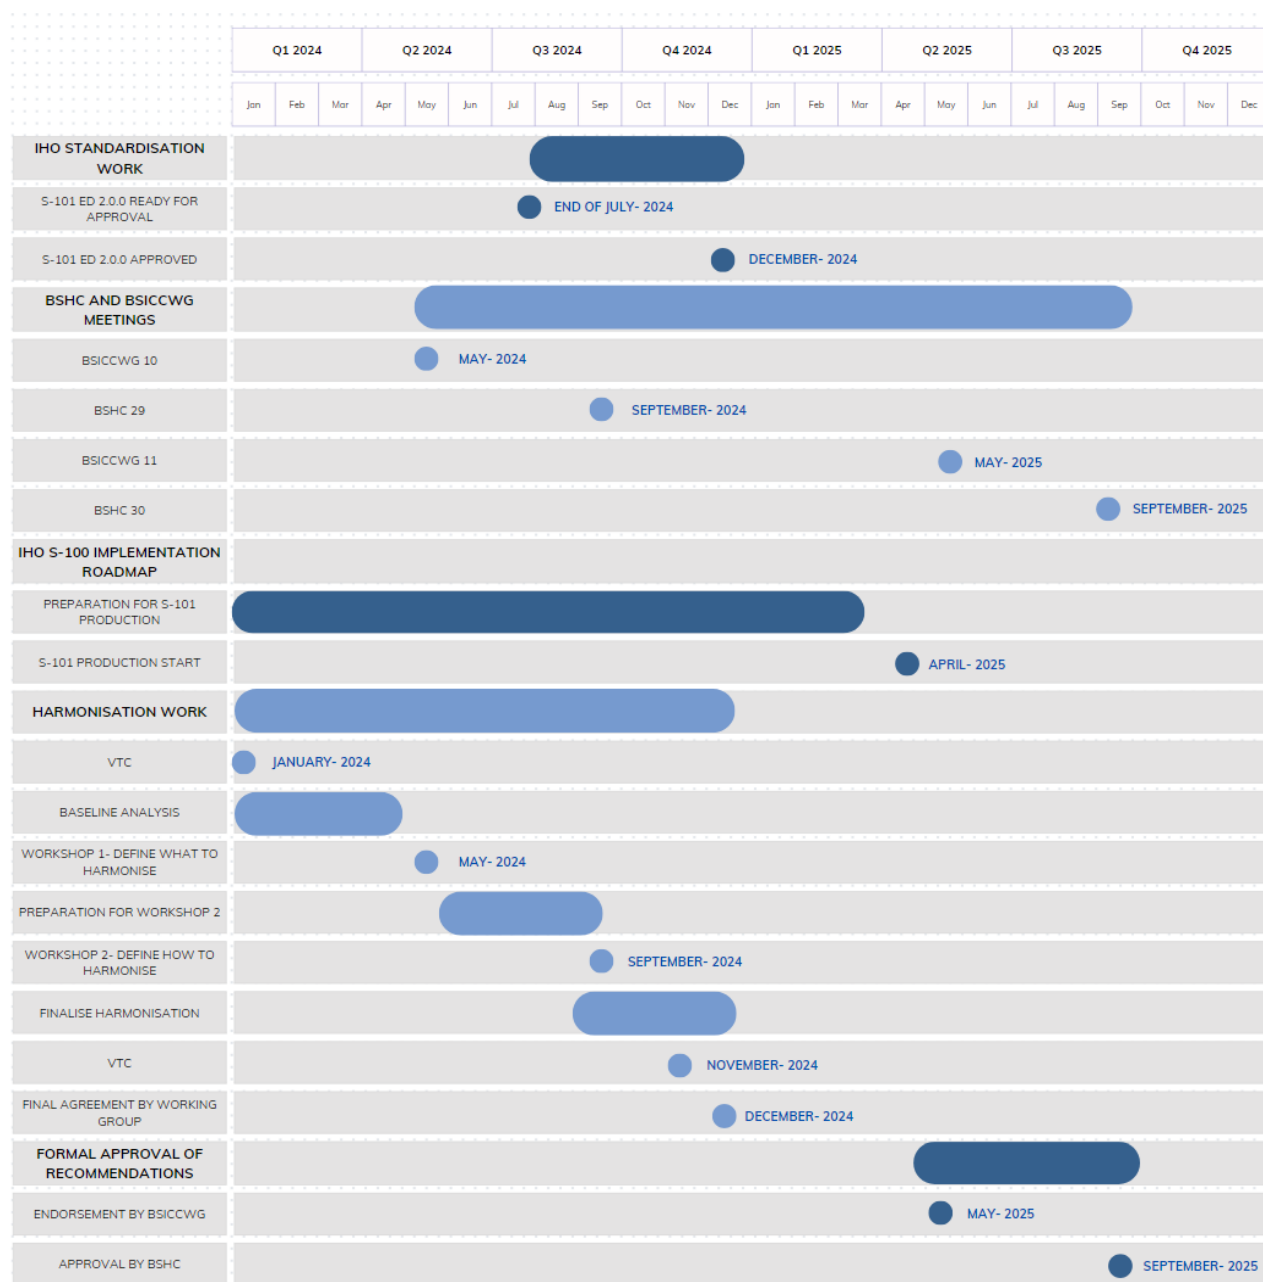 Q1 2024 Q2 2024 Q3 2024 Q4 2024 Q1 2025 Q2 2025 Q3 2025 Q4 2025
Jan Feb Mar Apr May Jun Jul Aug Sep Oct Nov Dec Jan Feb Mar Apr May Jun Jul Aug Sep Oct Nov Dec
IHO STANDARDISATION
WORK
S-101 ED 2.0.0 READY FOR
APPROVAL
END OF JULY- 2024
S-101 ED 2.0.0 APPROVED
DECEMBER- 2024
BSHC AND BSICCWG
MEETINGS
BSICCWG 10
MAY- 2024
BSHC 29
SEPTEMBER- 2024
BSICCWG 11
MAY- 2025
BSHC 30
SEPTEMBER- 2025
IHO S-100 IMPLEMENTATION
ROADMAP
PREPARATION FOR S-101
PRODUCTION
S-101 PRODUCTION START
APRIL- 2025
HARMONISATION WORK
VTC
JANUARY- 2024
BASELINE ANALYSIS
WORKSHOP 1- DEFINE WHAT TO
HARMONISE
MAY- 2024
PREPARATION FOR WORKSHOP 2
WORKSHOP 2- DEFINE HOW TO
HARMONISE
SEPTEMBER- 2024
FINALISE HARMONISATION
VTC
NOVEMBER- 2024
FINAL AGREEMENT BY WORKING
GROUP
DECEMBER- 2024
FORMAL APPROVAL OF
RECOMMENDATIONS
ENDORSEMENT BY BSICCWG
MAY- 2025
APPROVAL BY BSHC
SEPTEMBER- 2025